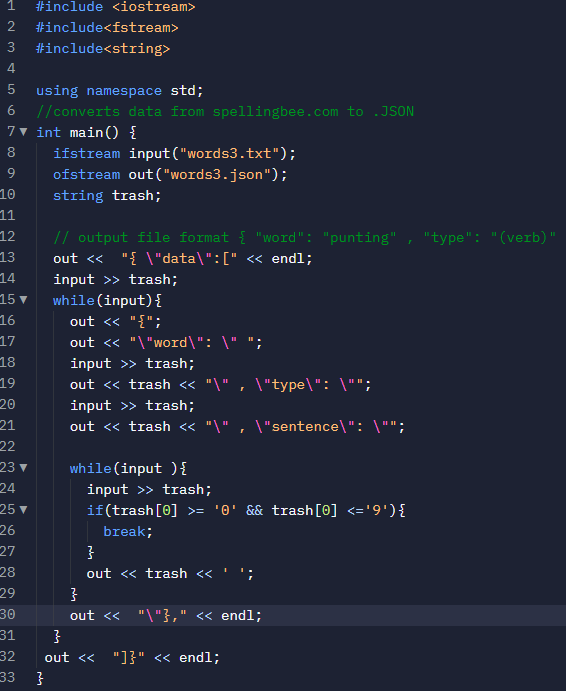 1 #include <iostream>
2 #include<fstream>
3 #include<string>
4
5 using namespace std;
6 //converts data from spellingbee.com to .JSON
7 int main() {
8   ifstream input("words3.txt");
9   ofstream out("words3.json");
10   string trash;
11
12   // output file format { "word": "punting" , "type": "(verb)"
13   out <<  "{ \"data\":[" << endl;
14   input >> trash;
15   while(input){
16     out << "{";
17     out << "\"word\": \" ";
18     input >> trash;
19     out << trash << "\" , \"type\": \"";
20     input >> trash;
21     out << trash << "\" , \"sentence\": \"";
22
23     while(input ){
24       input >> trash;
25       if(trash[0] >= '0' && trash[0] <='9'){
26         break;
27       }
28       out << trash << ' ';
29     }
30     out <<  "\"}," << endl;
31   }
32  out <<  "]}" << endl;
33 }